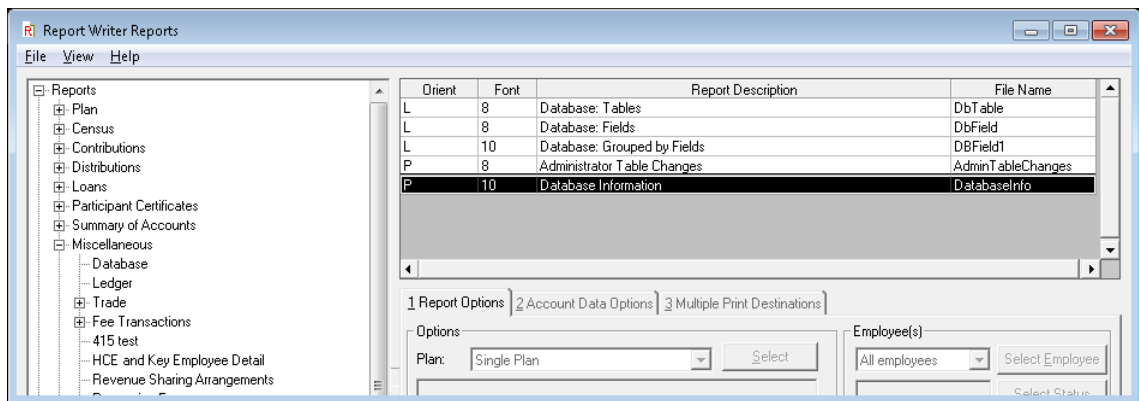 Report Writer Reports
File View Help
Reports
Plan
Census
Contributions
Distributions
Loans
Participant Certificates
Summary of Accounts
Miscellaneous
Database
Ledger
Trade
Fee Transactions
415 test
HCE and Key Employee Detail
Revenue Sharing Arrangements
Orient Font Report Description File Name
L 8 Database: Tables DbTable
L 8 Database: Fields DbField
L 10 Database: Grouped by Fields DBField1
P 8 Administrator Table Changes AdminTableChanges
P 10 Database Information DatabaseInfo
1 Report Options 2 Account Data Options 3 Multiple Print Destinations
Options Employee(s)
Plan: Single Plan Select All employees Select Employee
Select Status